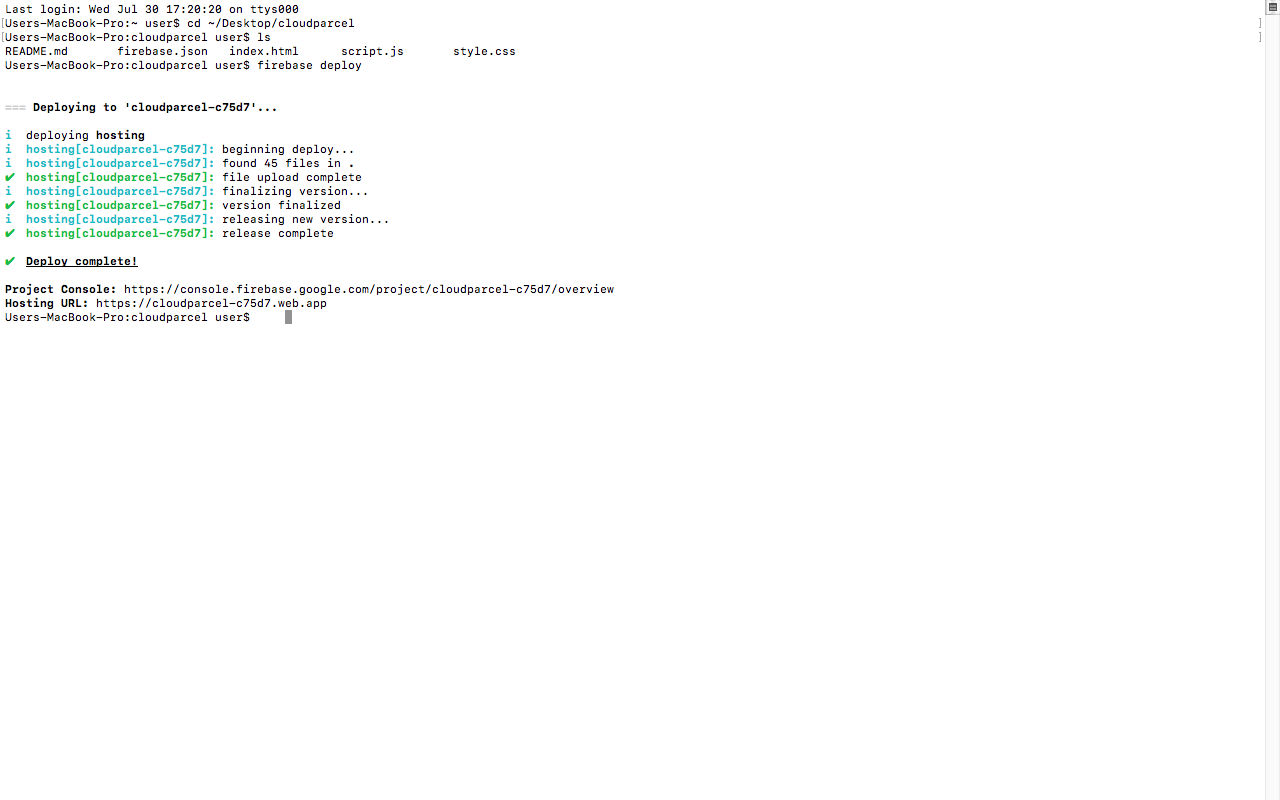 Last login: Wed Jul 30 17:20:20 on ttys000
[Users-MacBook-Pro:~ user$ cd ~/Desktop/cloudparcel ]
[Users-MacBook-Pro:cloudparcel user$ ls ]
README.md firebase.json index.html script.js style.css
Users-MacBook-Pro:cloudparcel user$ firebase deploy
=== Deploying to 'cloudparcel-c75d7'...
i deploying hosting
i hosting[cloudparcel-c75d7]: beginning deploy...
i hosting[cloudparcel-c75d7]: found 45 files in .
✔ hosting[cloudparcel-c75d7]: file upload complete
i hosting[cloudparcel-c75d7]: finalizing version...
✔ hosting[cloudparcel-c75d7]: version finalized
i hosting[cloudparcel-c75d7]: releasing new version...
✔ hosting[cloudparcel-c75d7]: release complete
✔ Deploy complete!
Project Console: https://console.firebase.google.com/project/cloudparcel-c75d7/overview
Hosting URL: https://cloudparcel-c75d7.web.app
Users-MacBook-Pro:cloudparcel user$